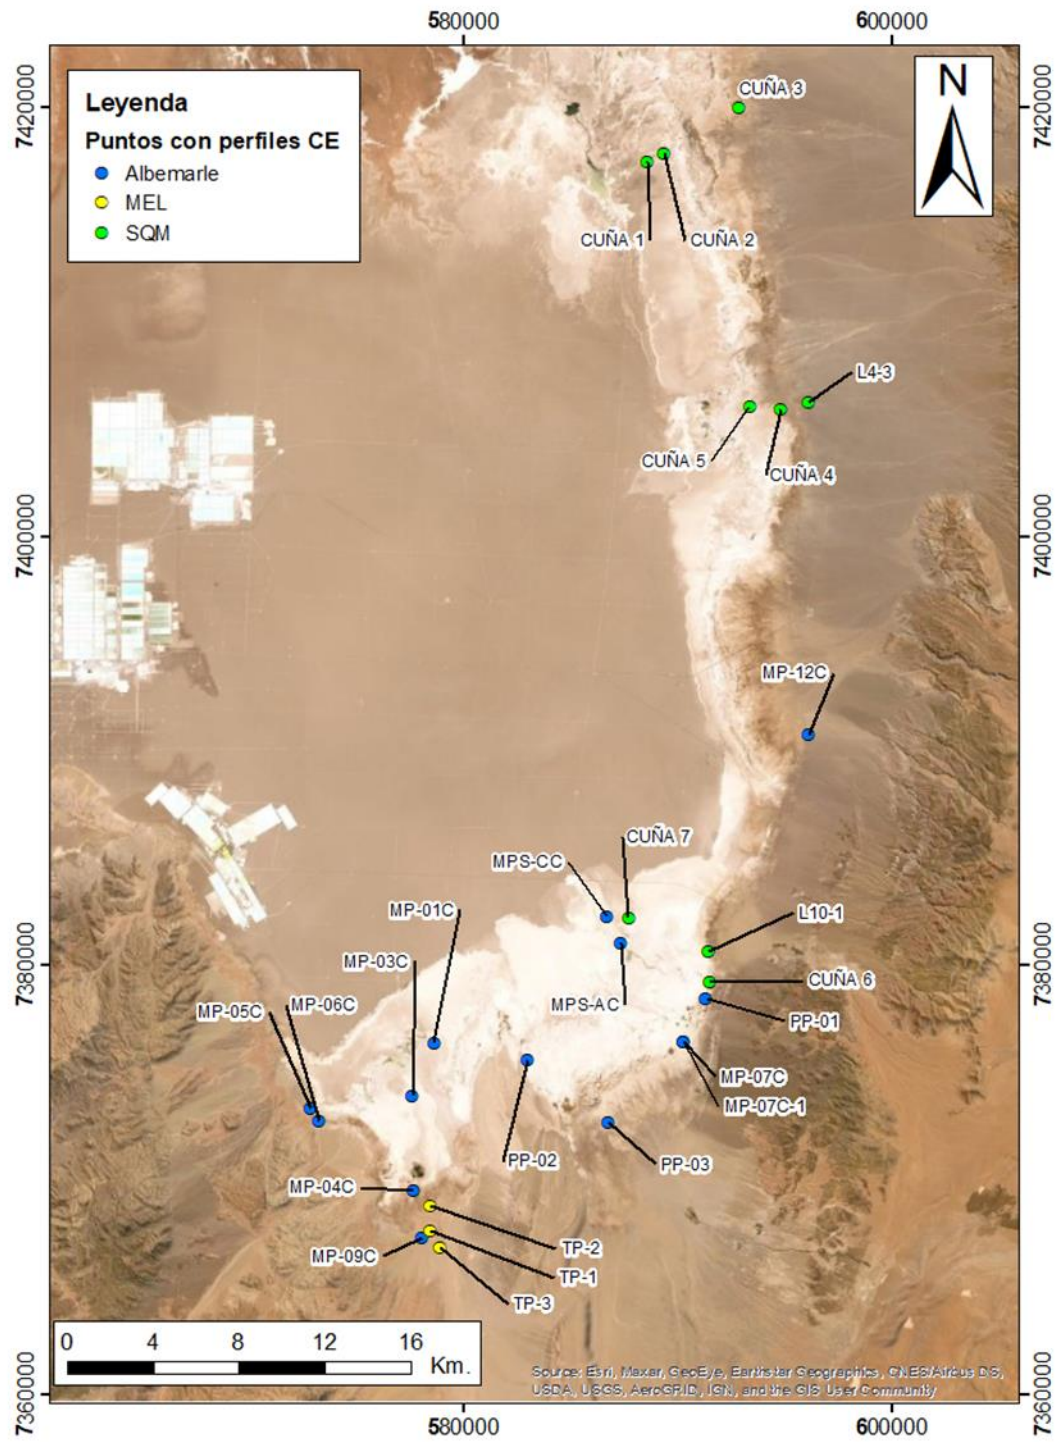 580000
600000
7420000
7420000
Leyenda
Puntos con perfiles CE
Albemarle
MEL
SQM
N
CUÑA 3
CUÑA 1
CUÑA 2
L4-3
CUÑA 5
CUÑA 4
7400000
7400000
MP-12C
CUÑA 7
MPS-CC
MP-01C
L10-1
MP-03C
7380000
7380000
MP-06C
MP-05C
CUÑA 6
MPS-AC
PP-01
MP-07C
MP-07C-1
PP-02
PP-03
MP-04C
TP-2
MP-09C
TP-1
TP-3
0 4 8 12 16
Km.
Source: Esri, Maxar, GeoEye, Earthstar Geographics, CNES/Airbus DS,
USDA, USGS, AeroGRID, IGN, and the GIS User Community
7360000
7360000
580000
600000